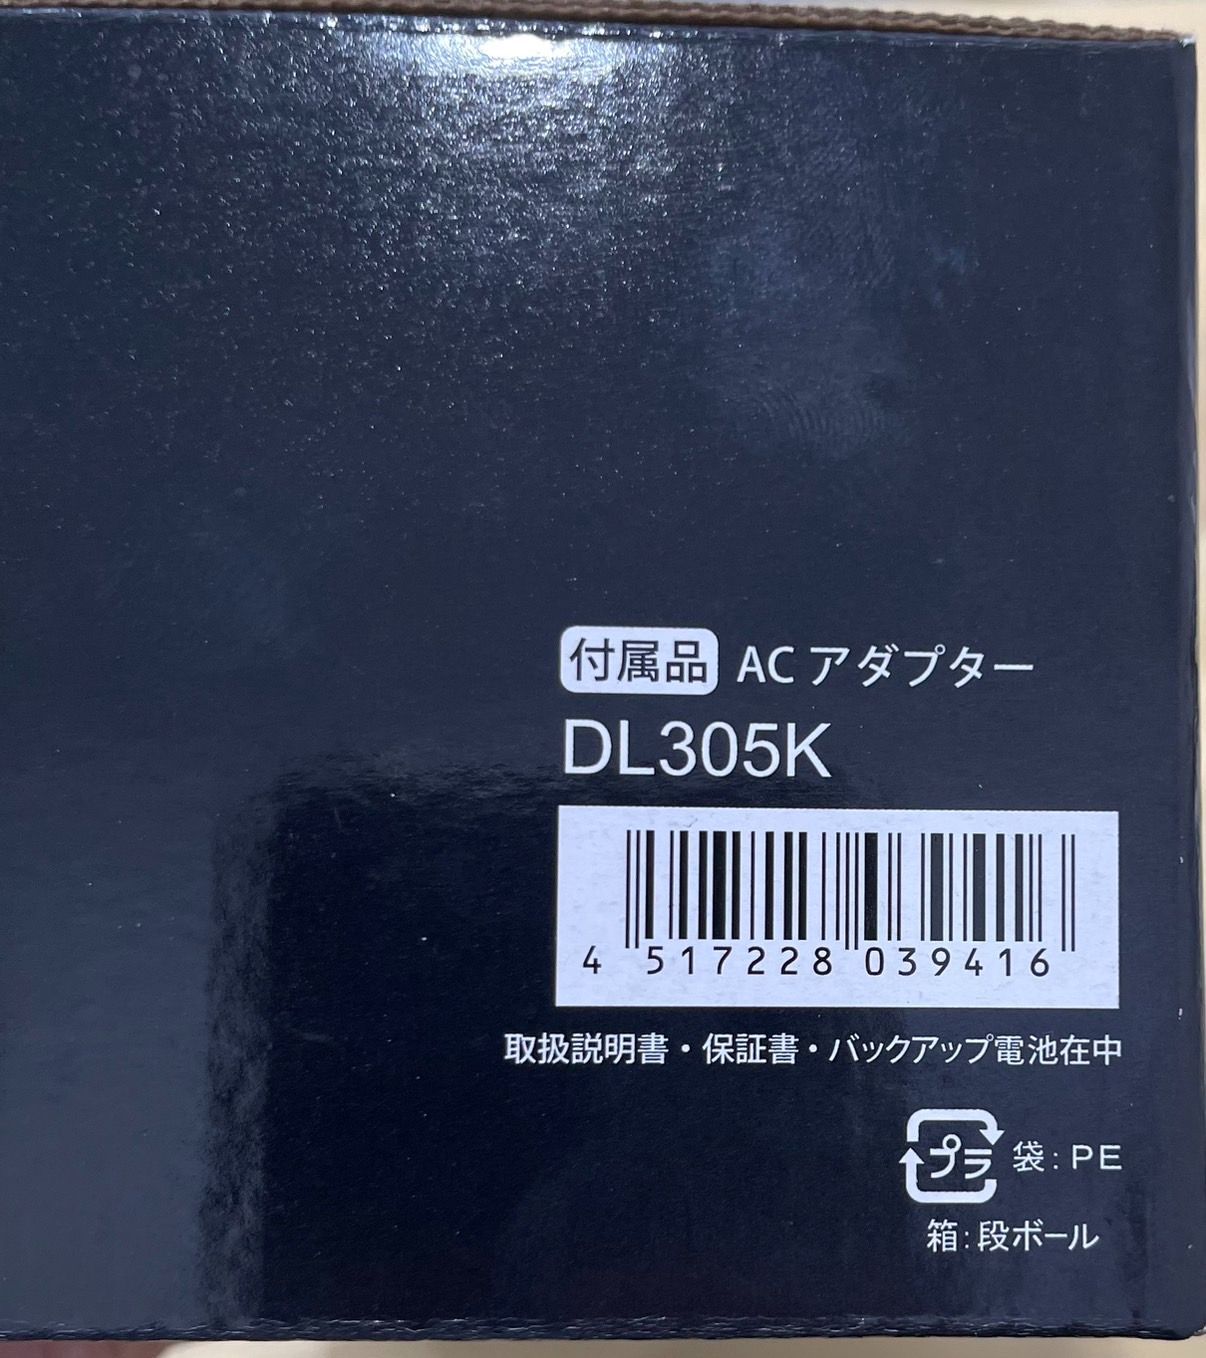 付属品 ACアダプター
DL305K
4 517228 039416
取扱説明書・保証書・バックアップ電池在中
プラ 袋:PE
箱:段ボール